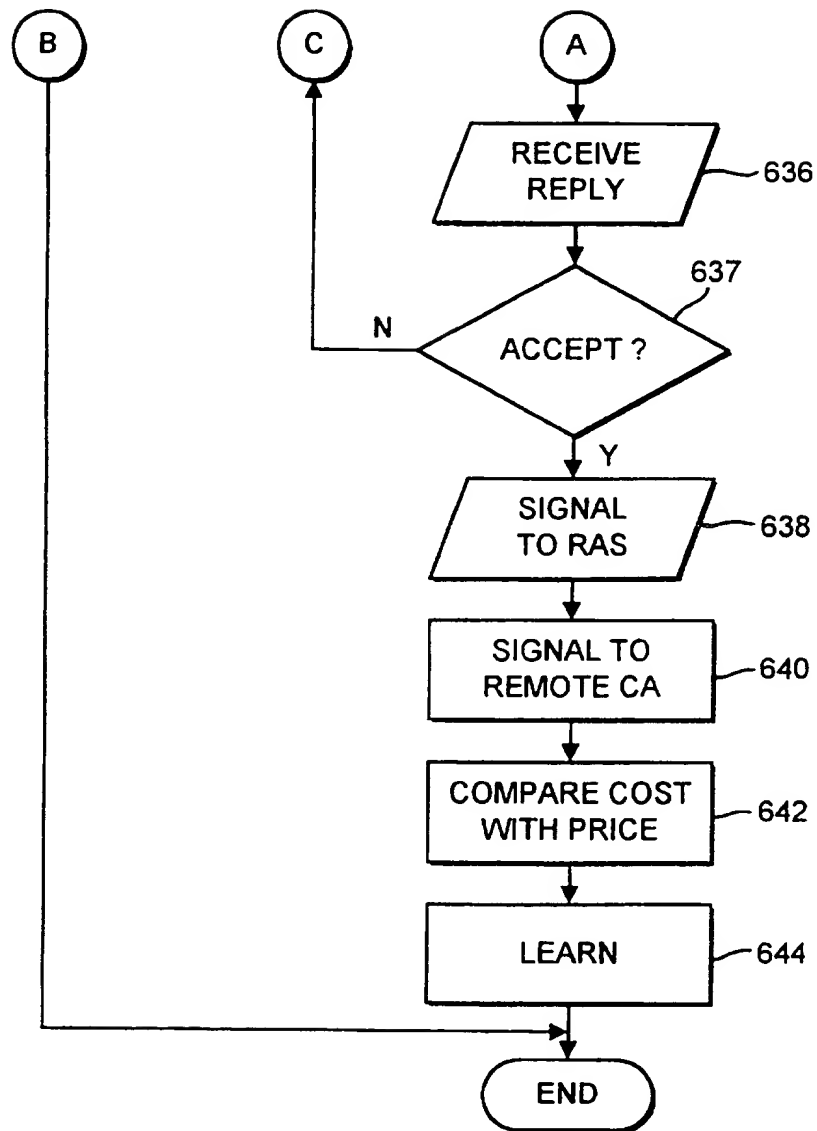 B
C
A
RECEIVE
REPLY
636
637
N
ACCEPT ?
Y
SIGNAL
TO RAS
638
SIGNAL TO
REMOTE CA
640
COMPARE COST
WITH PRICE
642
LEARN
644
END